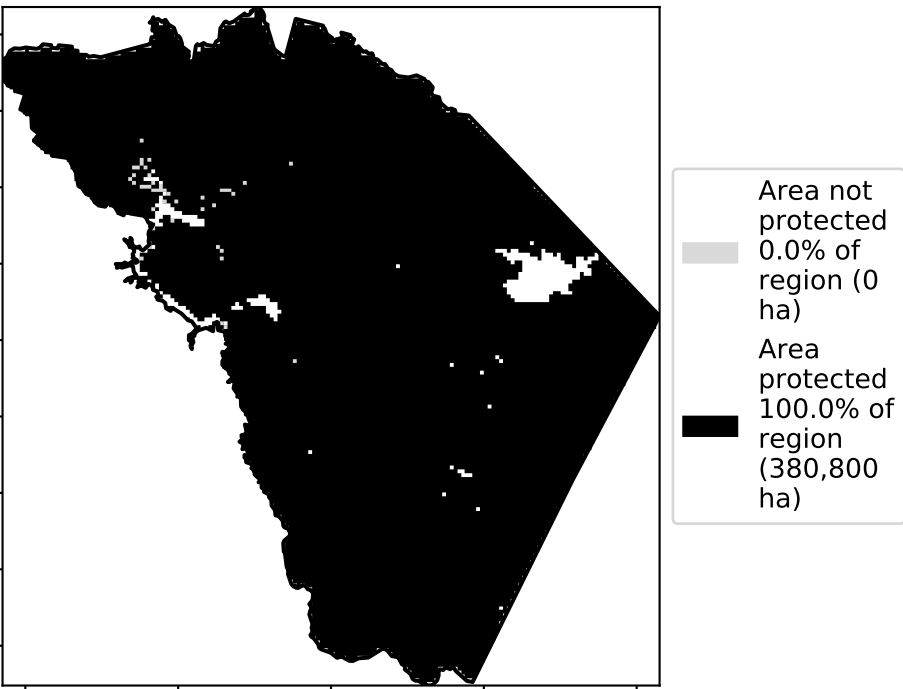 Area not
protected
0.0% of
region (0
ha)
Area
protected
100.0% of
region
(380,800
ha)